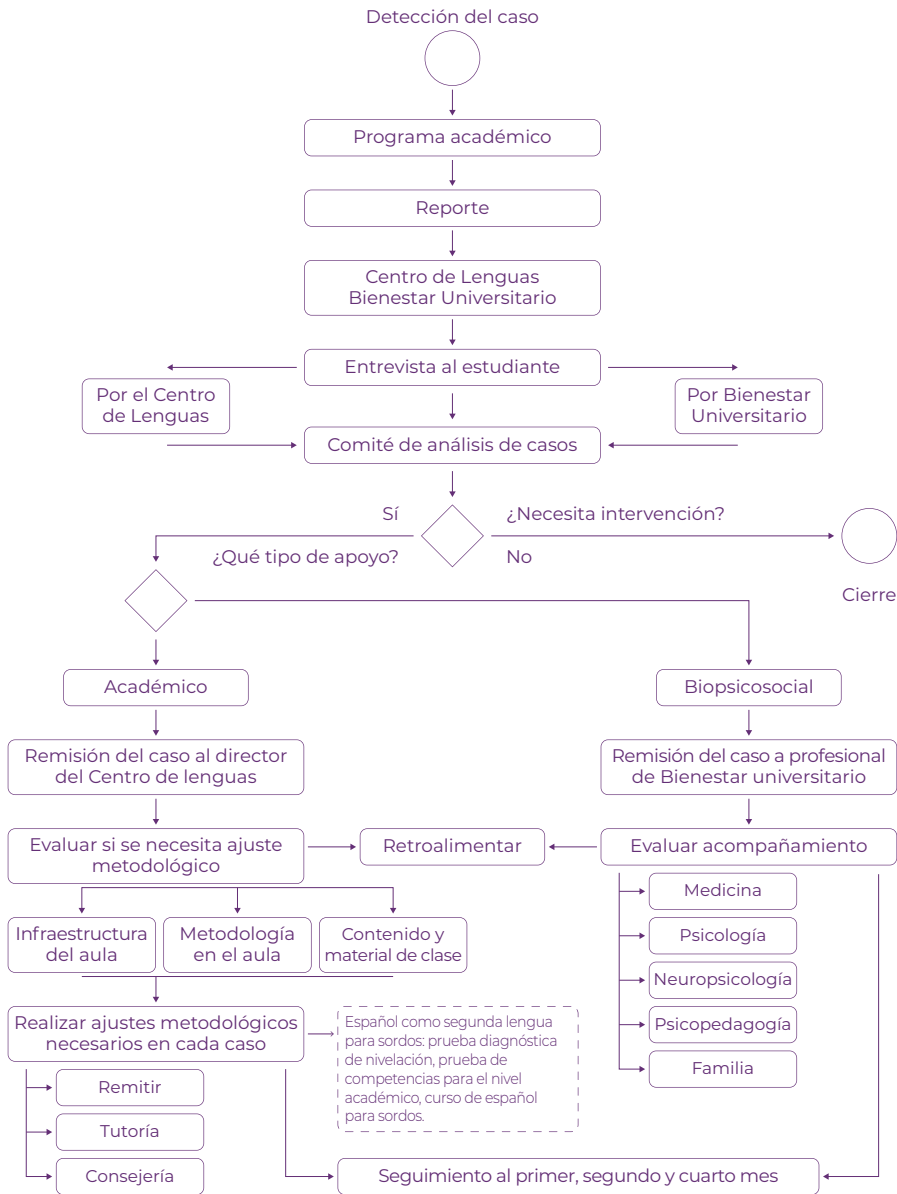 Detección del caso
Programa académico
Reporte
Centro de Lenguas
Bienestar Universitario
Entrevista al estudiante
Por el Centro
de Lenguas
Por Bienestar
Universitario
Comité de análisis de casos
Sí
¿Necesita intervención?
¿Qué tipo de apoyo?
No
Cierre
Académico
Biopsicosocial
Remisión del caso al director
del Centro de lenguas
Remisión del caso a profesional
de Bienestar universitario
Evaluar si se necesita ajuste
metodológico
Retroalimentar
Evaluar acompañamiento
Infraestructura
del aula
Metodología
en el aula
Contenido y
material de clase
Medicina
Psicología
Neuropsicología
Psicopedagogía
Familia
Realizar ajustes metodológicos
necesarios en cada caso
Español como segunda lengua
para sordos: prueba diagnóstica
de nivelación, prueba de
competencias para el nivel
académico, curso de español
para sordos.
Remitir
Tutoría
Consejería
Seguimiento al primer, segundo y cuarto mes